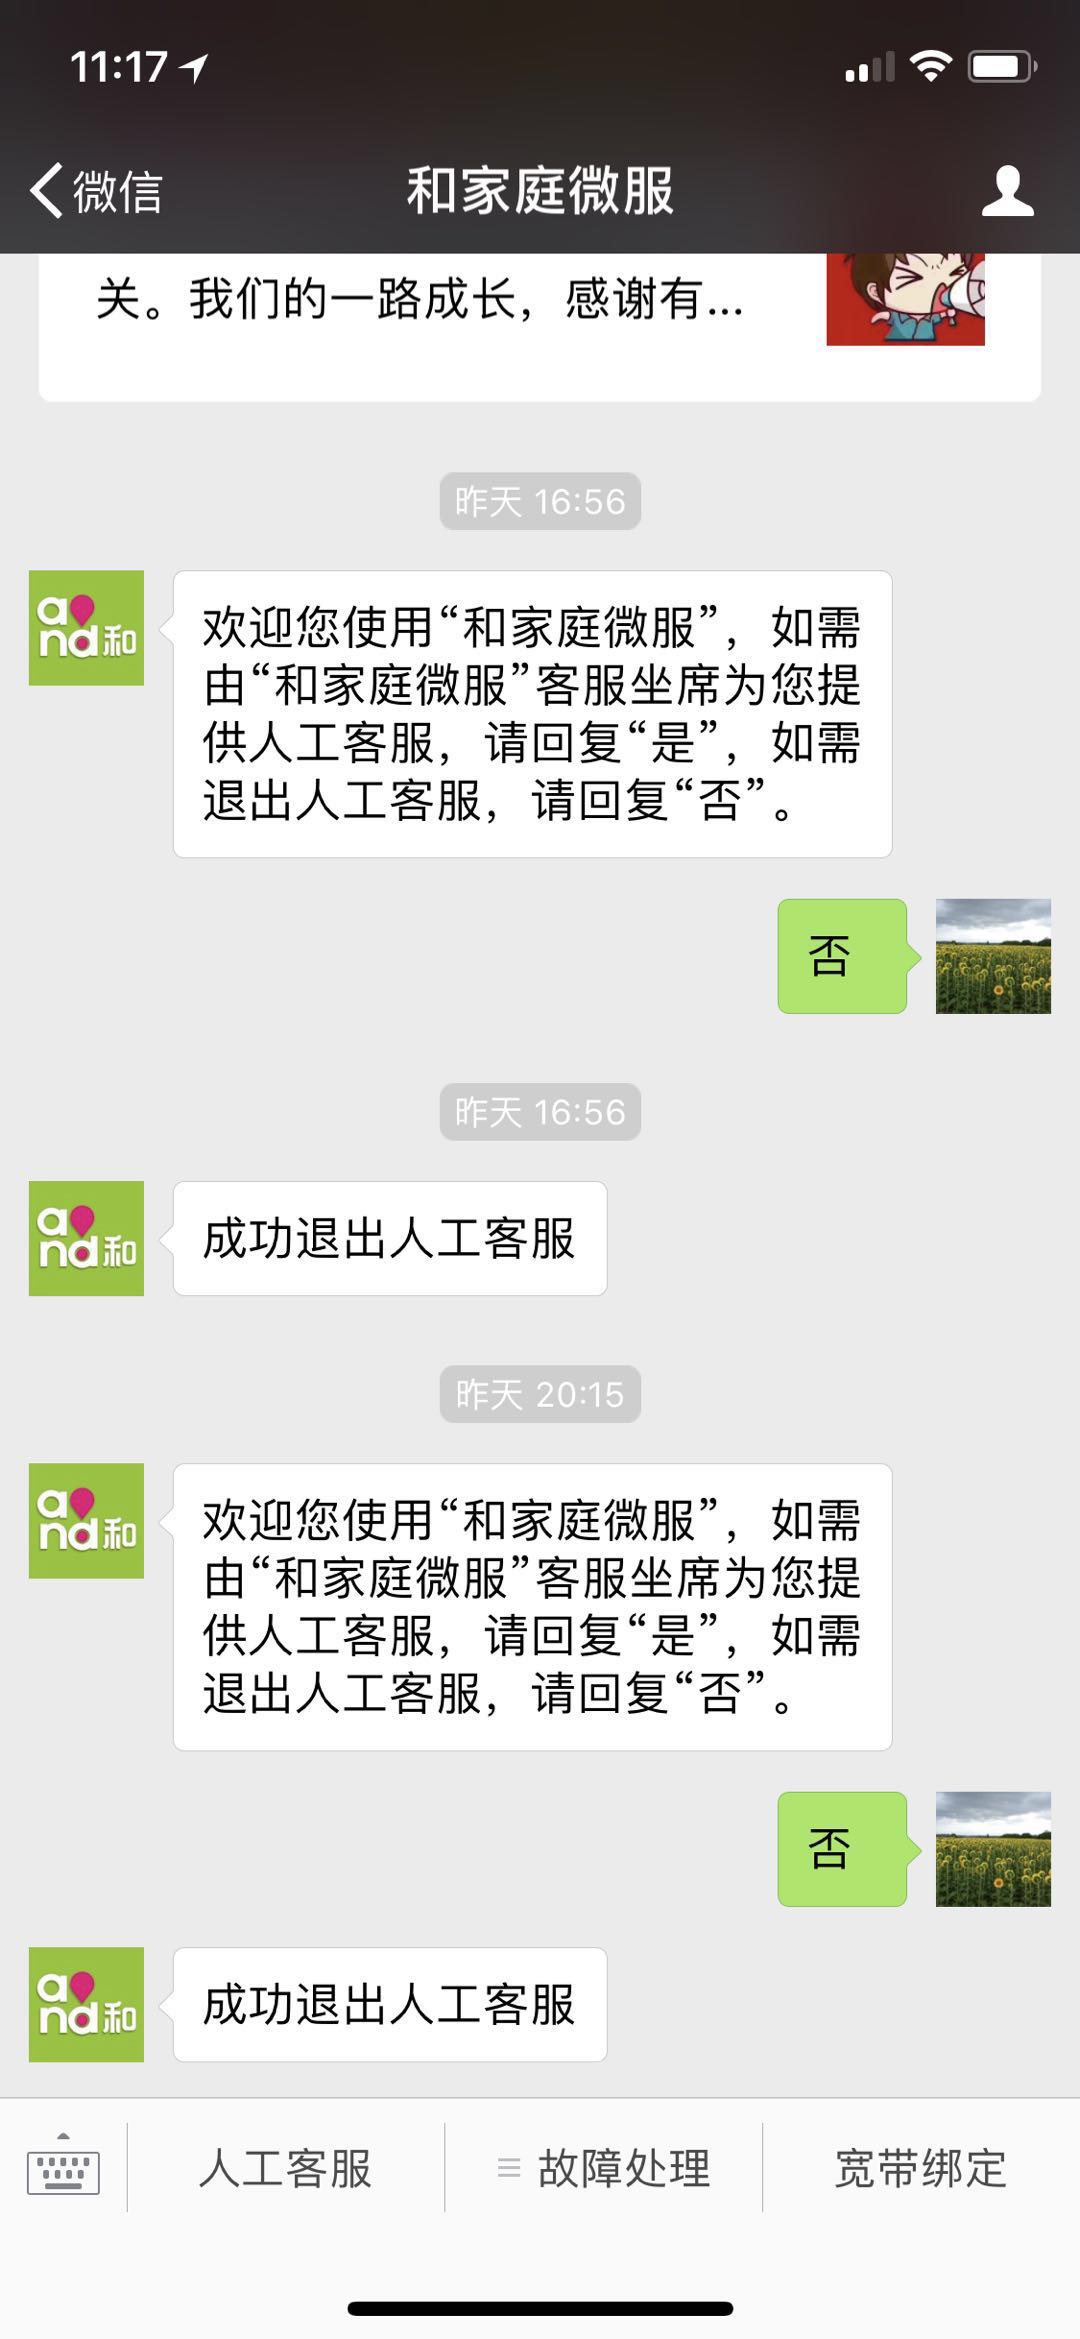 11:17
微信
和家庭微服
关。我们的一路成长，感谢有...
昨天 16:56
and和
欢迎您使用“和家庭微服”，如需
由“和家庭微服”客服坐席为您提
供人工客服，请回复“是”，如需
退出人工客服，请回复“否”。
否
昨天 16:56
and和
成功退出人工客服
昨天 20:15
and和
欢迎您使用“和家庭微服”，如需
由“和家庭微服”客服坐席为您提
供人工客服，请回复“是”，如需
退出人工客服，请回复“否”。
否
and和
成功退出人工客服
人工客服
故障处理
宽带绑定